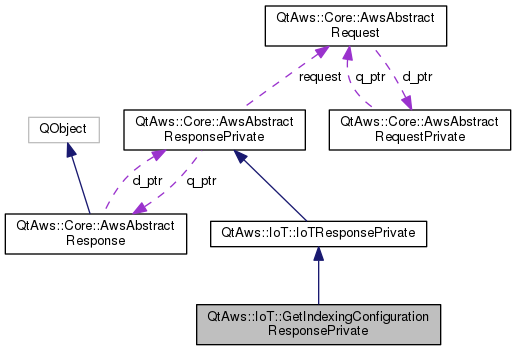 QtAws::Core::AwsAbstract
Request
request
q_ptr
d_ptr
QObject
QtAws::Core::AwsAbstract
ResponsePrivate
QtAws::Core::AwsAbstract
RequestPrivate
d_ptr
q_ptr
QtAws::Core::AwsAbstract
Response
QtAws::IoT::IoTResponsePrivate
QtAws::IoT::GetIndexingConfiguration
ResponsePrivate